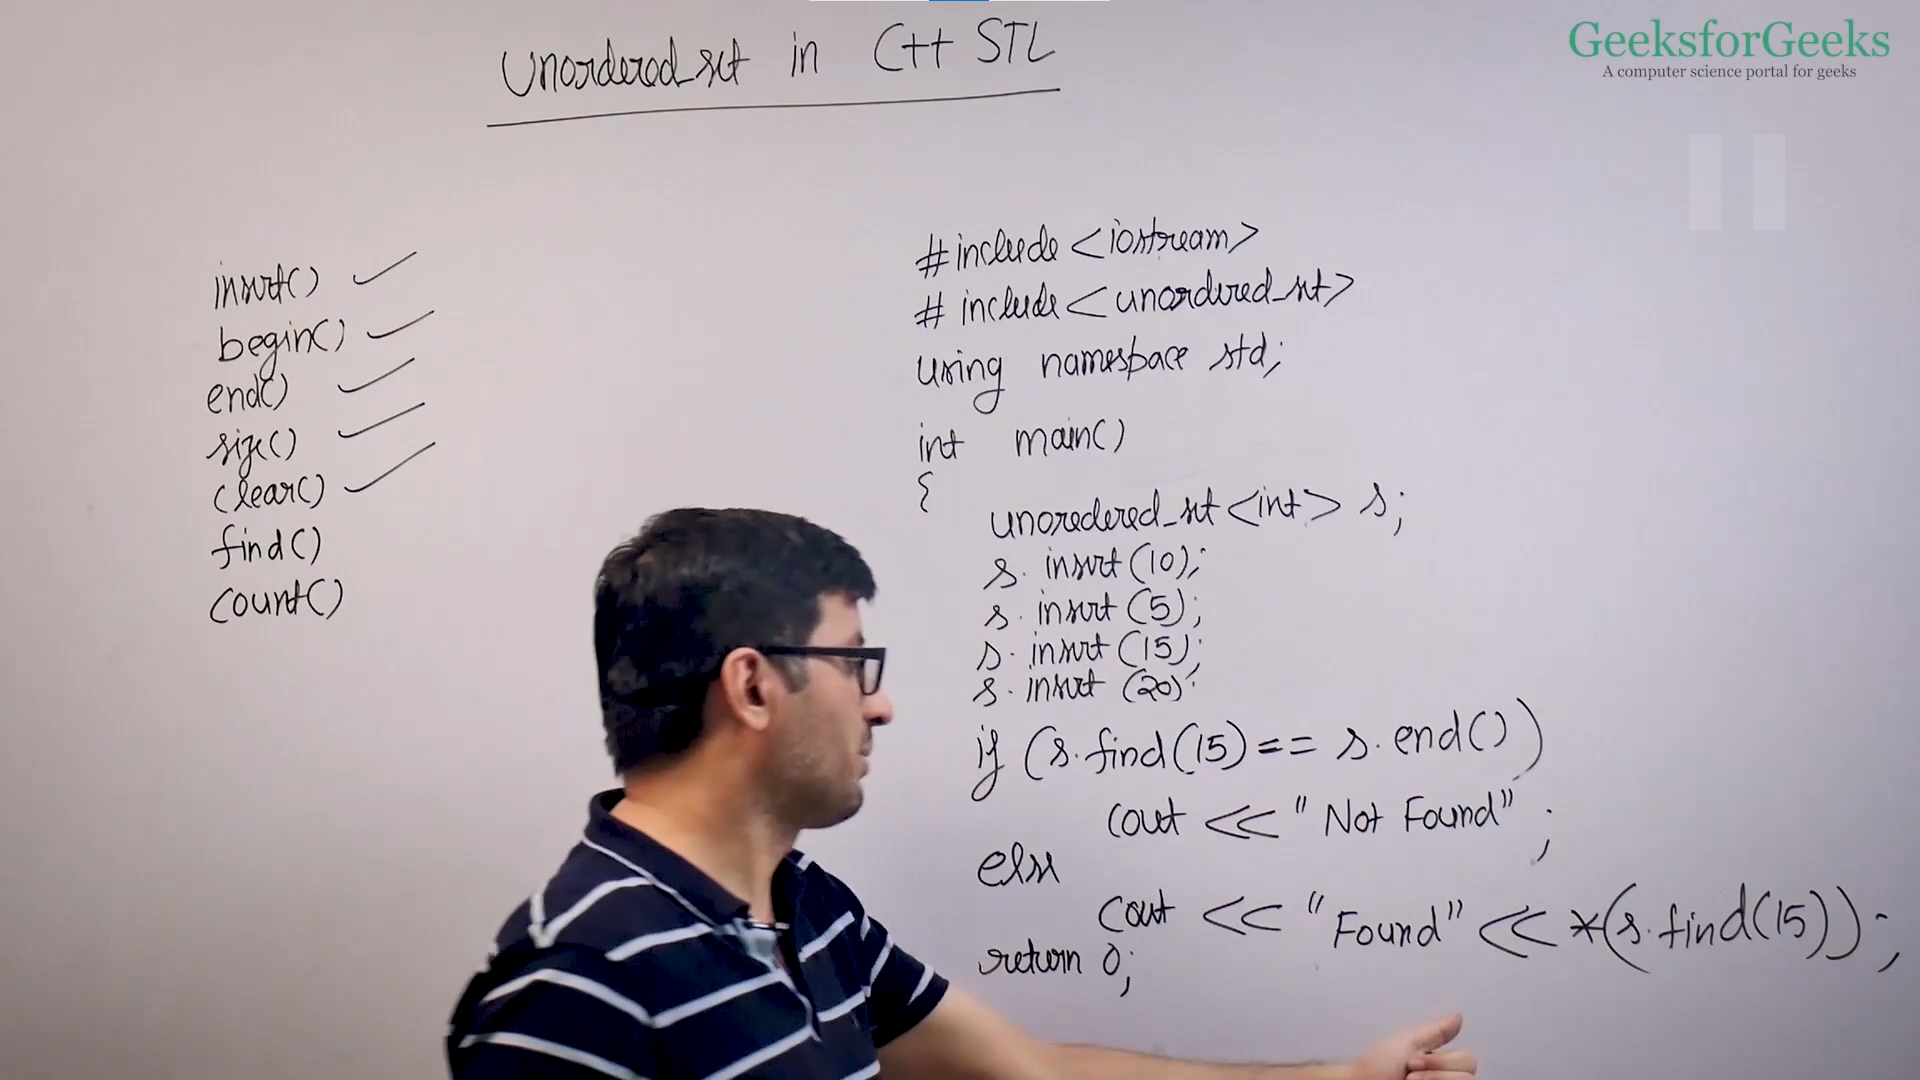 Unordered_set in C++ STL
GeeksforGeeks
A computer science portal for geeks
insert()
begin()
end()
size()
clear()
find()
count()
#include <iostream>
# include <unordered_set>
using namespace std;
int main()
{
unoredered_set <int> s;
s. insert (10);
s. insert (5);
s. insert (15);
s. insert (20);
if (s.find(15) == s.end())
cout << "Not Found" ;
else
cout << "Found" << *(s.find(15));
return 0;